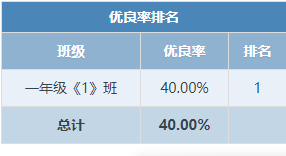 优良率排名
班级 优良率 排名
一年级《1》班 40.00% 1
总计 40.00%